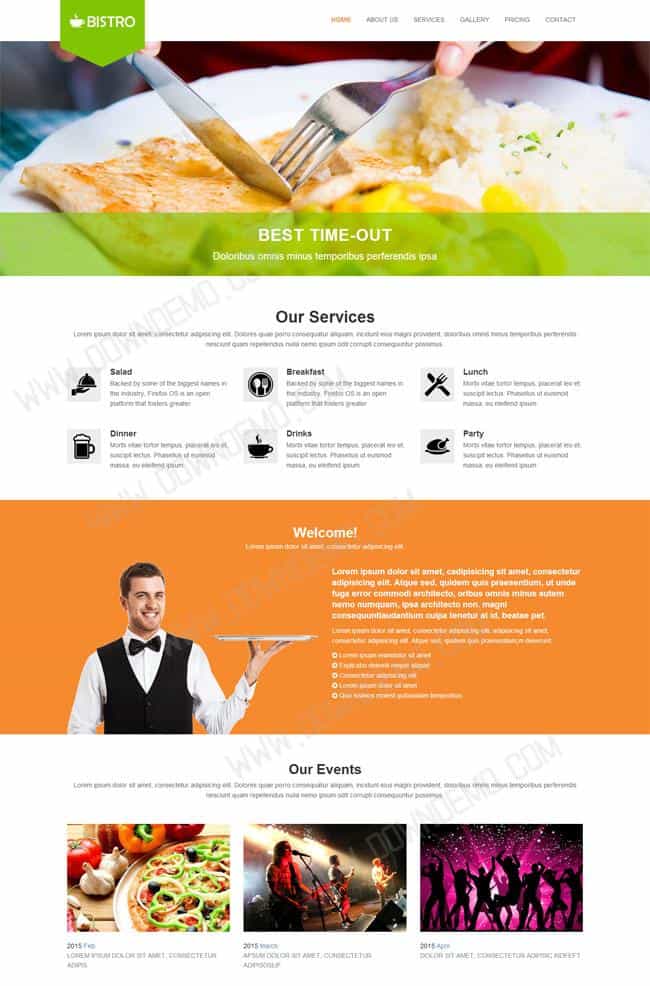 BISTRO
HOME ABOUT US SERVICES GALLERY PRICING CONTACT
BEST TIME-OUT
Doloribus omnis minus temporibus perferendis ipsa
Our Services
Lorem ipsum dolor sit amet, consectetur adipisicing elit. Dolores quae porro consequatur aliquam, incidunt eius magni provident, doloribus omnis minus temporibus perferendis
nesciunt quam repellendus nulla nemo ipsum odit corrupti consequuntur possimus
Salad
Backed by some of the biggest names in
the industry, Firefox OS is an open
platform that fosters greater
Breakfast
Backed by some of the biggest names in
the industry, Firefox OS is an open
platform that fosters greater
Lunch
Morbi vitae tortor tempus, placerat leo et,
suscipit lectus. Phasellus ut euismod
massa, eu eleifend ipsum
Dinner
Morbi vitae tortor tempus, placerat leo et,
suscipit lectus. Phasellus ut euismod
massa, eu eleifend ipsum
Drinks
Morbi vitae tortor tempus, placerat leo et,
suscipit lectus. Phasellus ut euismod
massa, eu eleifend ipsum
Party
Morbi vitae tortor tempus, placerat leo et,
suscipit lectus. Phasellus ut euismod
massa, eu eleifend ipsum
Welcome!
Lorem ipsum dolor sit amet, consectetur adipisicing elit.
Lorem ipsum dolor sit amet, cadipisicing sit amet, consectetur
adipisicing elit. Atque sed, quidem quis praesentium, ut unde
fuga error commodi architecto, oribus omnis minus autem
nemo numquam, ipsa architecto non. magni
consequuntlaudantium culpa tenetur at id, beatae pet.
Lorem ipsum dolor sit amet, consectetur adipisicing elit. adipisicing sit amet,
consectetur adipisicing elit. Atque sed, quidem quis praesentium,m deserunt.
Lorem ipsum enimdolor sit amet
Explicabo deleniti neque aliquid
Consectetur adipisicing elit
Lorem ipsum dolor sit amet
Quo issimos molest quibusdam temporibus
Our Events
Lorem ipsum dolor sit amet, consectetur adipisicing elit. Dolores quae porro consequatur aliquam, incidunt eius magni provident, doloribus omnis minus temporibus perferendis
nesciunt quam repellendus nulla nemo ipsum odit corrupti consequuntur possimus.
2015 Feb
LOREM IPSUM DOLOR SIT AMET, CONSECTETUR
ADIPIS
2015 March
APSUM DOLOR SIT AMET, CONSECTETUR
ADIPISOSLIF
2015 April
DOLOR SIT AMET, CONSECTETUR ADIPISIC INDFEFT
WWW.DOWNDEMO.COM